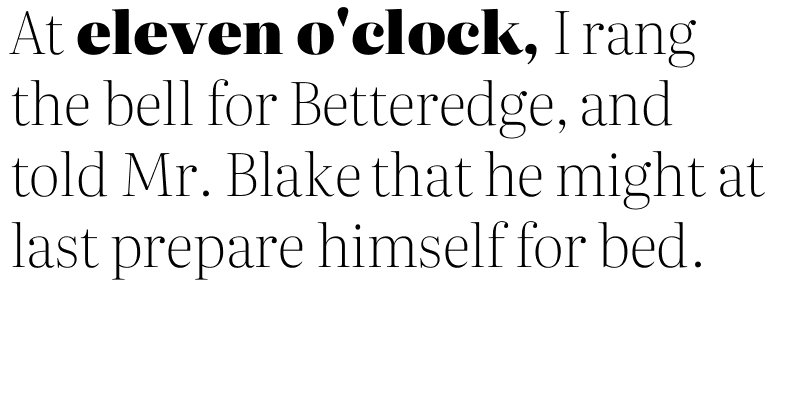 At eleven o'clock, I rang
the bell for Betteredge, and
told Mr. Blake that he might at
last prepare himself for bed.